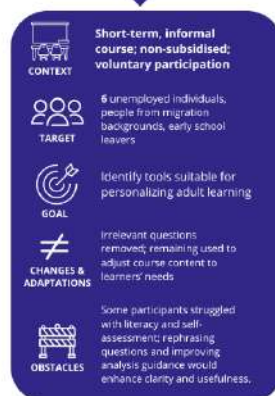 Short-term, informal
course; non-subsidised;
voluntary participation
CONTEXT
6 unemployed individuals,
people from migration
backgrounds, early school
leavers
TARGET
Identify tools suitable for
personalizing adult learning
GOAL
Irrelevant questions
removed; remaining used to
adjust course content to
learners' needs
CHANGES &
ADAPTATIONS
Some participants struggled
with literacy and self-
assessment; rephrasing
questions and improving
analysis guidance would
enhance clarity and usefulness.
OBSTACLES